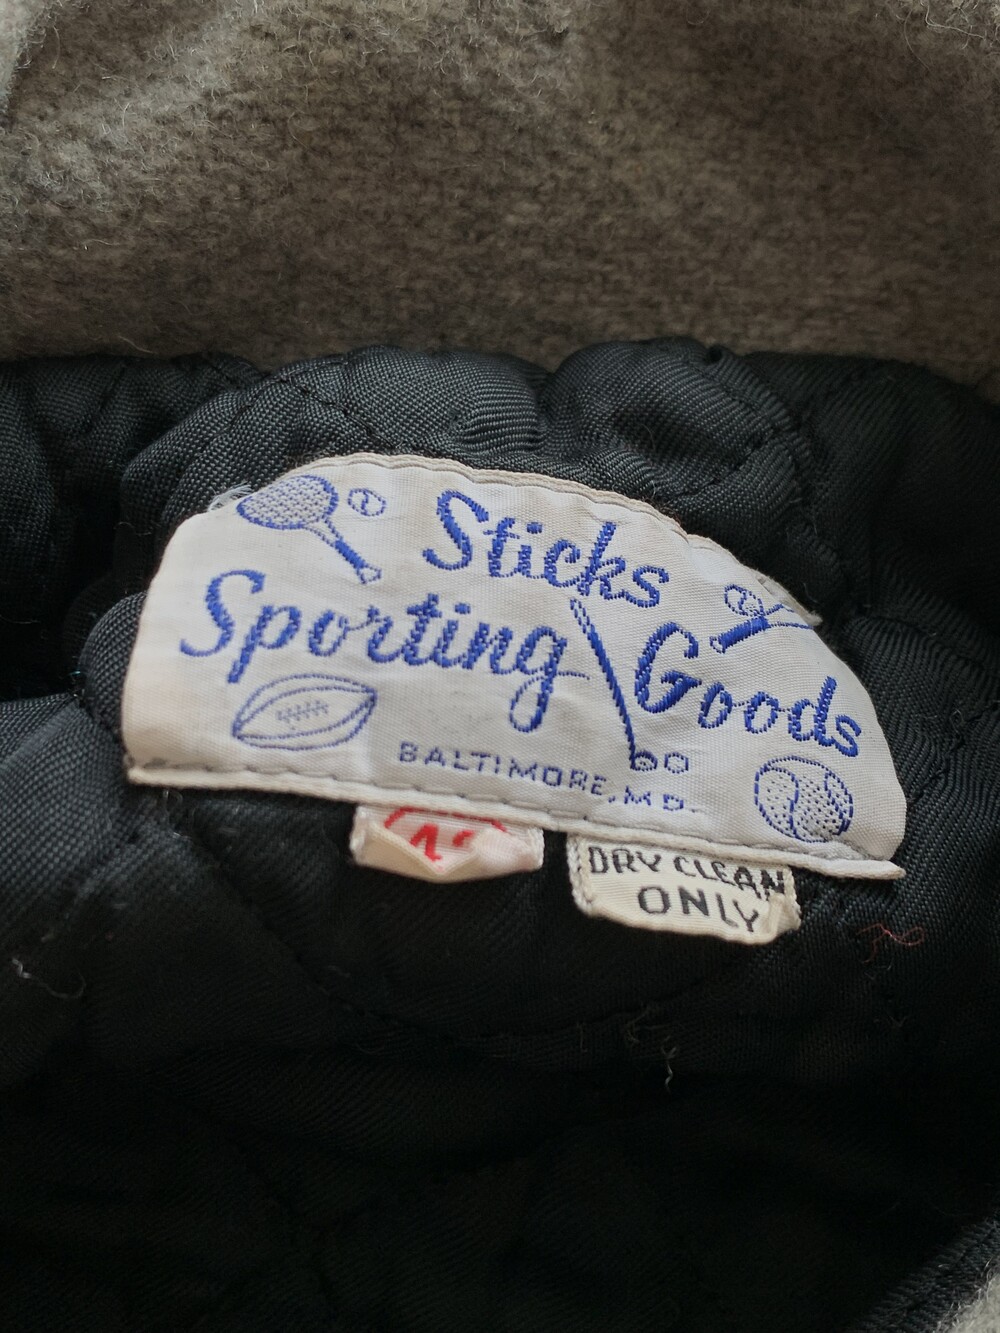 Sticks
Sporting Goods
BALTIMORE, MD.
DRY CLEAN
ONLY